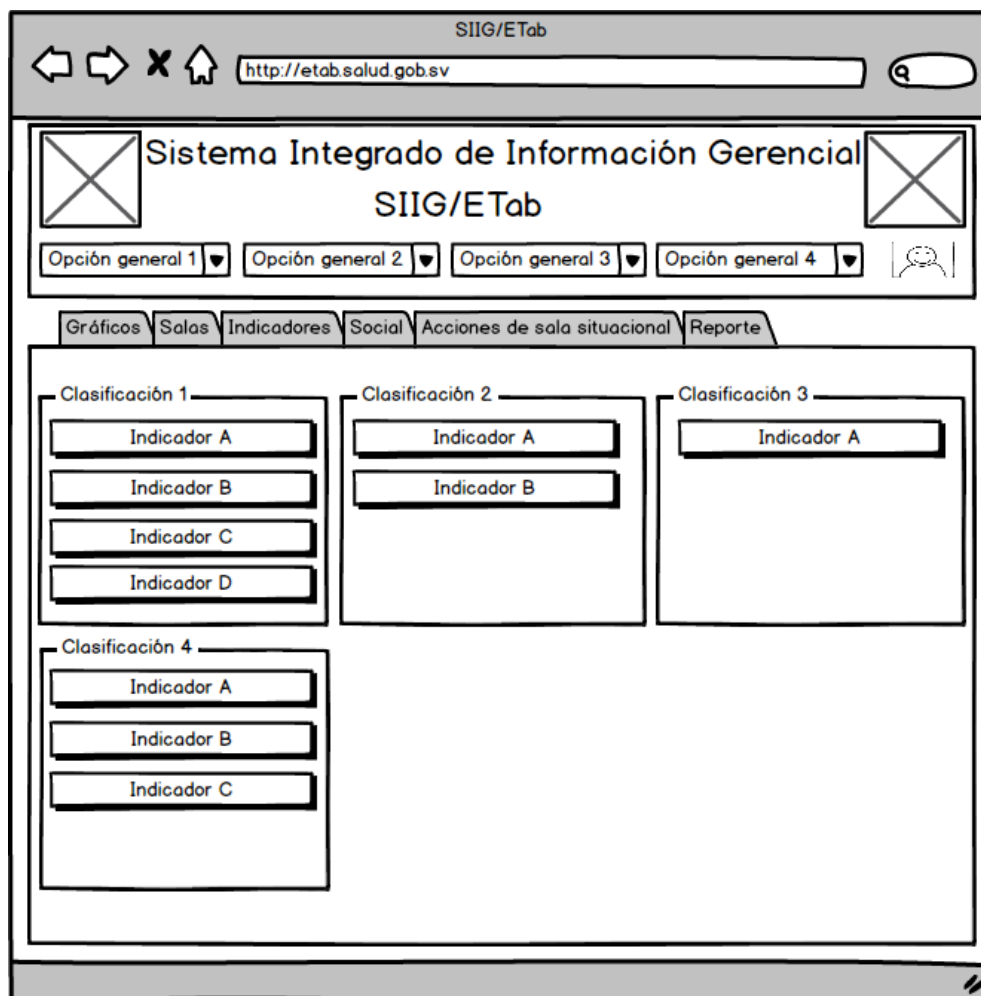 SIIG/ETab
http://etab.salud.gob.sv
Sistema Integrado de Información Gerencial
SIIG/ETab
Opción general 1 Opción general 2 Opción general 3 Opción general 4
Gráficos Salas Indicadores Social Acciones de sala situacional Reporte
Clasificación 1 Clasificación 2 Clasificación 3
Indicador A Indicador A Indicador A
Indicador B Indicador B
Indicador C
Indicador D
Clasificación 4
Indicador A
Indicador B
Indicador C